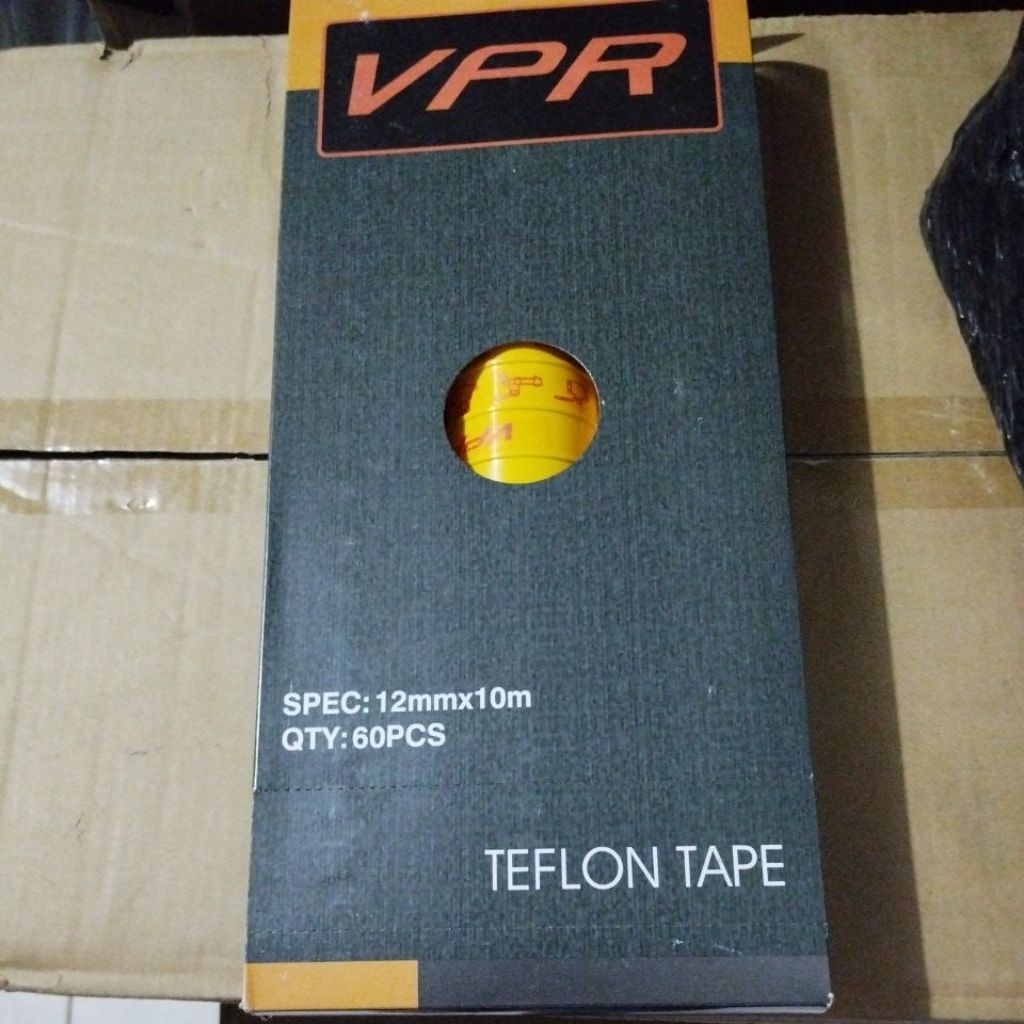 VPR
SPEC: 12mmx10m
QTY: 60PCS
TEFLON TAPE